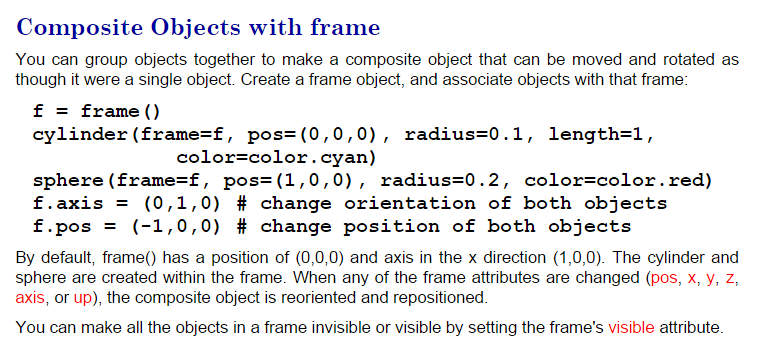 Composite Objects with frame
You can group objects together to make a composite object that can be moved and rotated as
though it were a single object. Create a frame object, and associate objects with that frame:
f = frame()
cylinder(frame=f, pos=(0,0,0), radius=0.1, length=1,
color=color.cyan)
sphere(frame=f, pos=(1,0,0), radius=0.2, color=color.red)
f.axis = (0,1,0) # change orientation of both objects
f.pos = (-1,0,0) # change position of both objects
By default, frame() has a position of (0,0,0) and axis in the x direction (1,0,0). The cylinder and
sphere are created within the frame. When any of the frame attributes are changed (pos, x, y, z,
axis, or up), the composite object is reoriented and repositioned.
You can make all the objects in a frame invisible or visible by setting the frame's visible attribute.